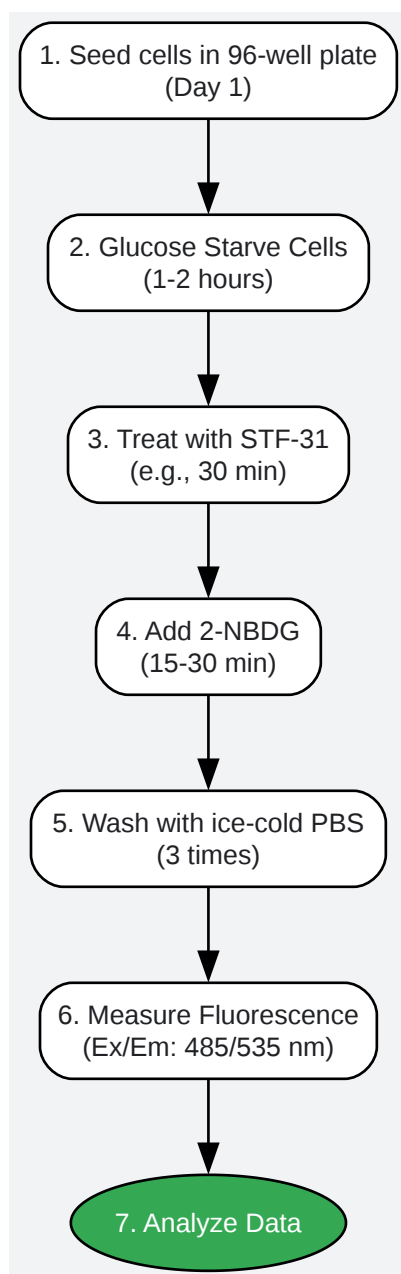 1. Seed cells in 96-well plate
(Day 1)
2. Glucose Starve Cells
(1-2 hours)
3. Treat with STF-31
(e.g., 30 min)
4. Add 2-NBDG
(15-30 min)
5. Wash with ice-cold PBS
(3 times)
6. Measure Fluorescence
(Ex/Em: 485/535 nm)
7. Analyze Data